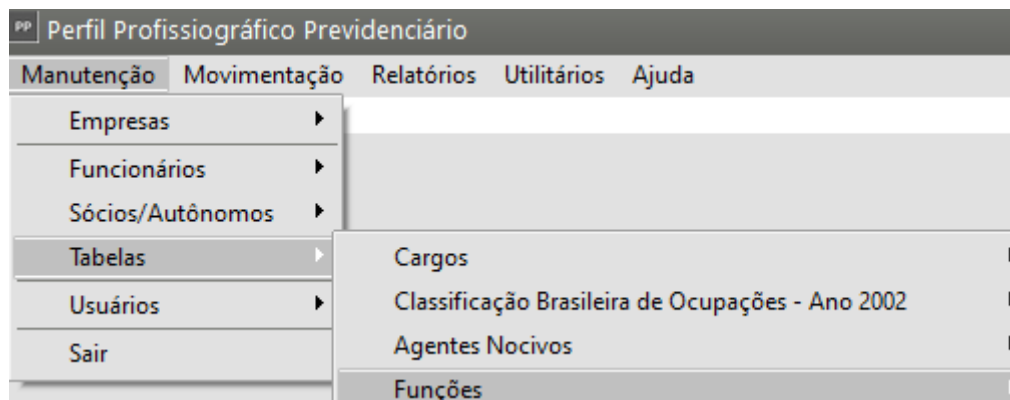 PP Perfil Profissiográfico Previdenciário
Manutenção Movimentação Relatórios Utilitários Ajuda
Empresas
Funcionários
Sócios/Autônomos
Tabelas
Usuários
Sair
Cargos
Classificação Brasileira de Ocupações - Ano 2002
Agentes Nocivos
Funções